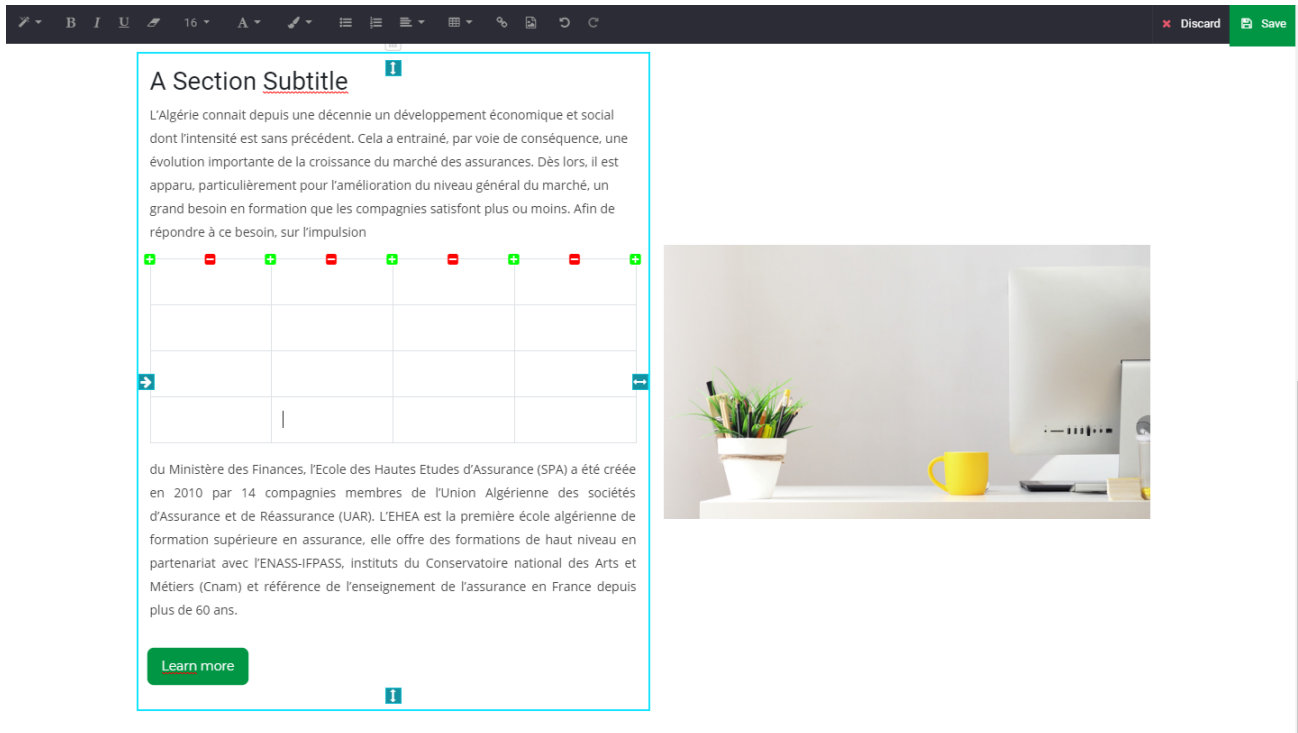 B I U 16 A Discard Save
A Section Subtitle
L’Algérie connait depuis une décennie un développement économique et social
dont l’intensité est sans précédent. Cela a entrainé, par voie de conséquence, une
évolution importante de la croissance du marché des assurances. Dès lors, il est
apparu, particulièrement pour l’amélioration du niveau général du marché, un
grand besoin en formation que les compagnies satisfont plus ou moins. Afin de
répondre à ce besoin, sur l’impulsion
du Ministère des Finances, l’Ecole des Hautes Etudes d’Assurance (SPA) a été créée
en 2010 par 14 compagnies membres de l’Union Algérienne des sociétés
d’Assurance et de Réassurance (UAR). L’EHEA est la première école algérienne de
formation supérieure en assurance, elle offre des formations de haut niveau en
partenariat avec l’ENASS-IFPASS, instituts du Conservatoire national des Arts et
Métiers (Cnam) et référence de l’enseignement de l’assurance en France depuis
plus de 60 ans.
Learn more